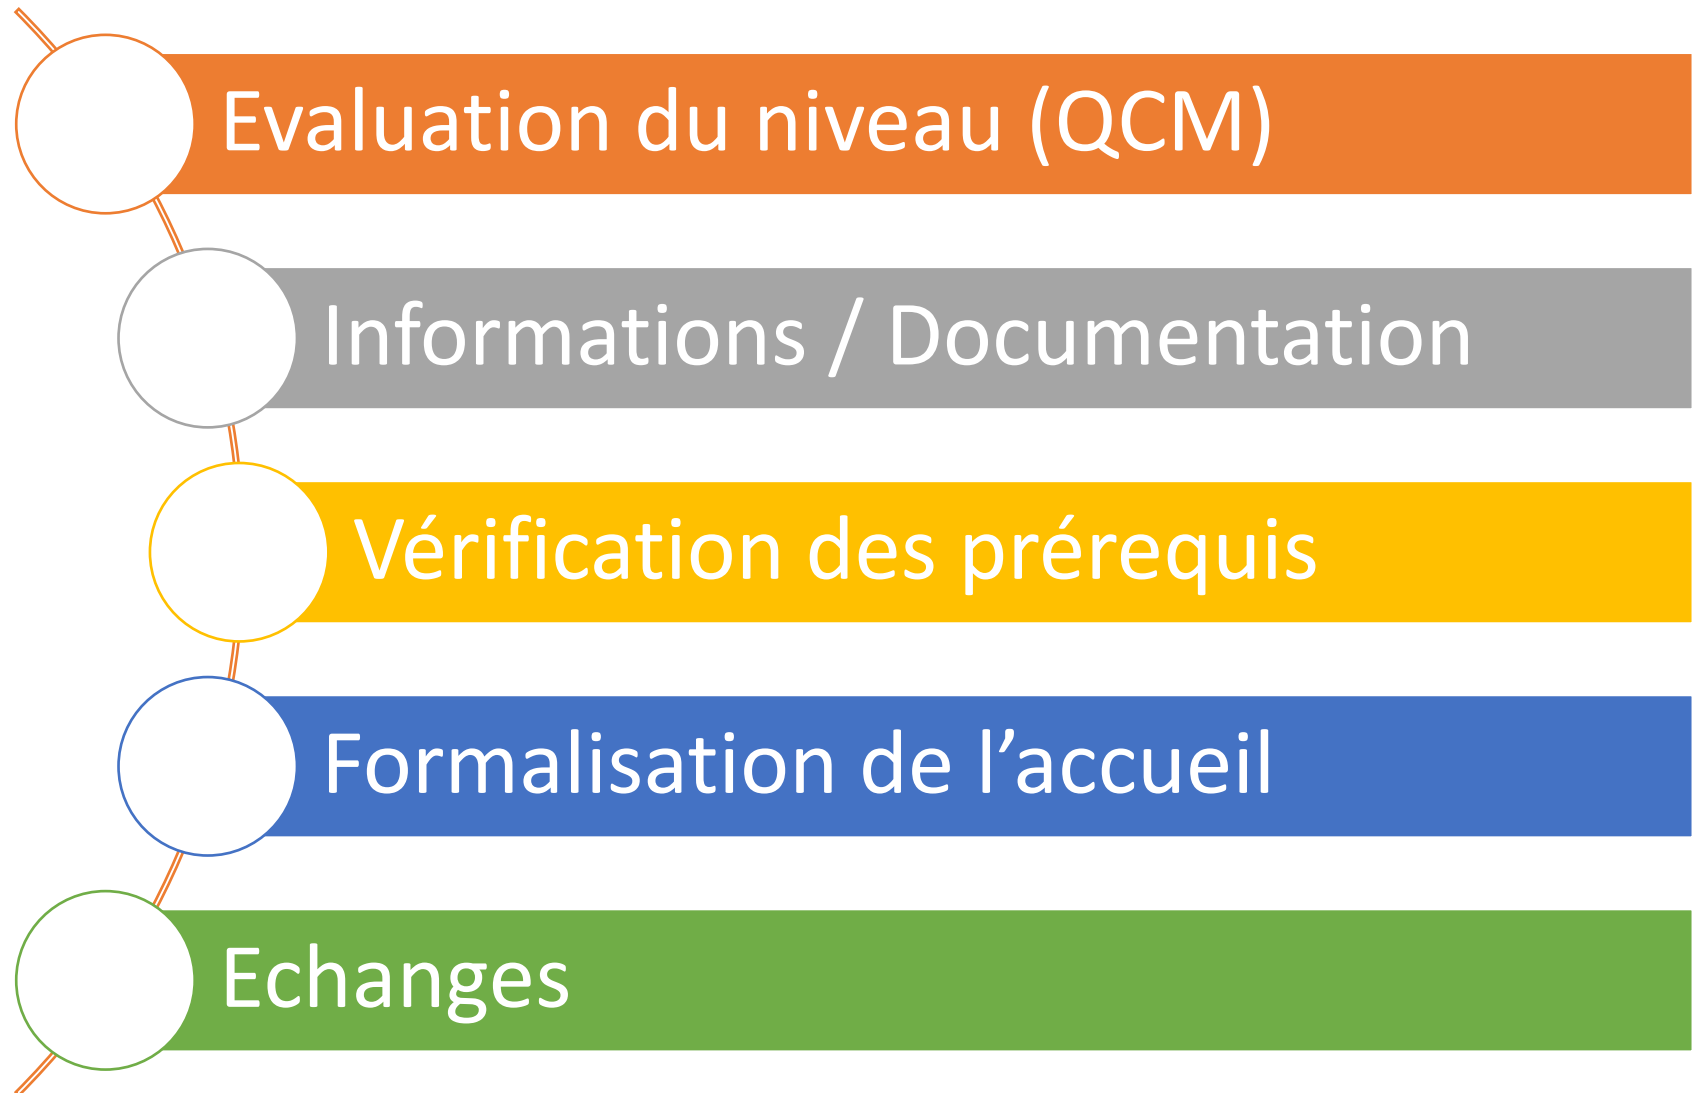 Evaluation du niveau (QCM)
Informations / Documentation
Vérification des prérequis
Formalisation de l’accueil
Echanges